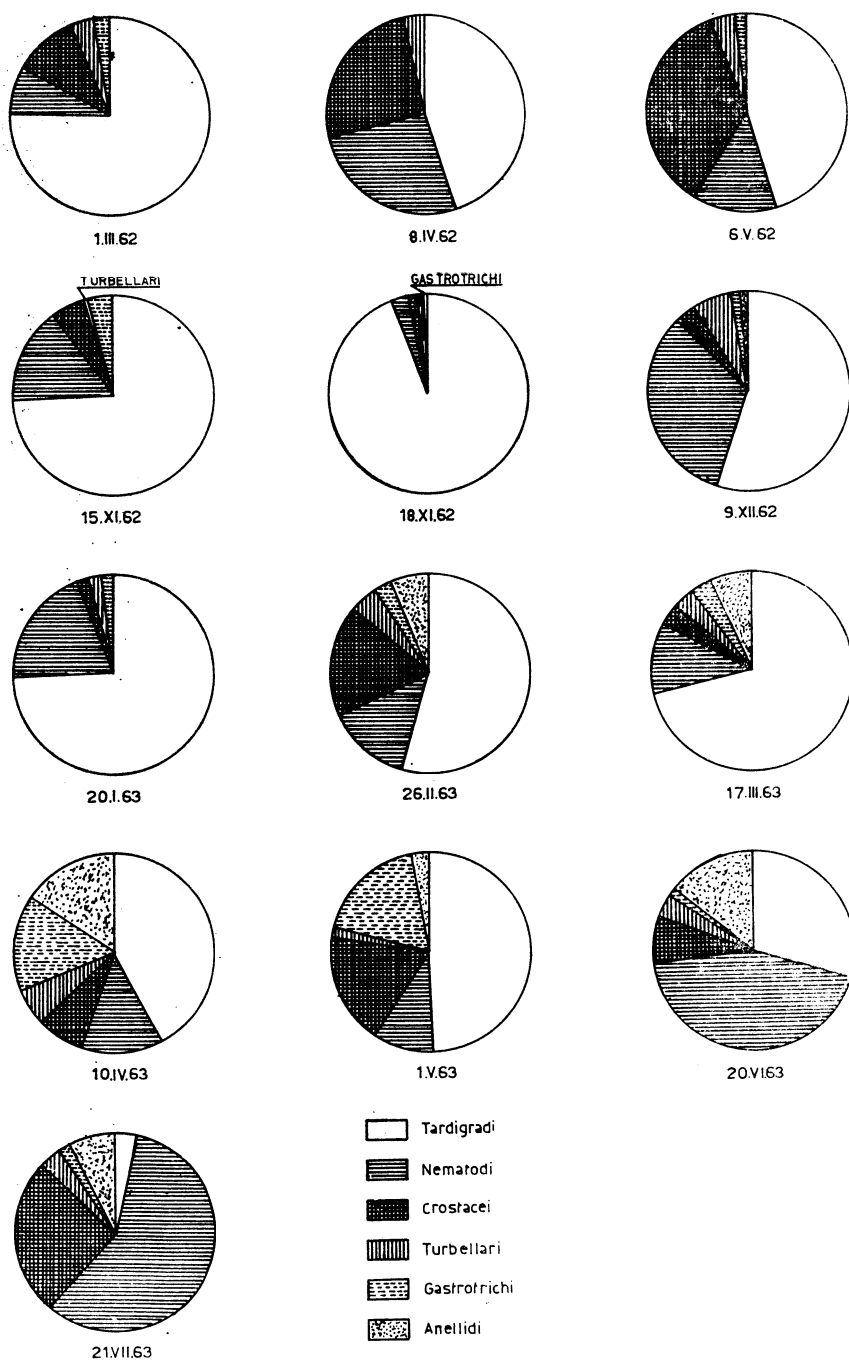 1.III.62
8.IV.62
6.V.62
TURBELLARI
GASTROTRICHI
15.XI.62
18.XI.62
9.XII.62
20.I.63
26.II.63
17.III.63
10.IV.63
1.V.63
20.VI.63
21.VII.63
Tardigradi
Nematodi
Crostacei
Turbellari
Gastrotrichi
Anellidi